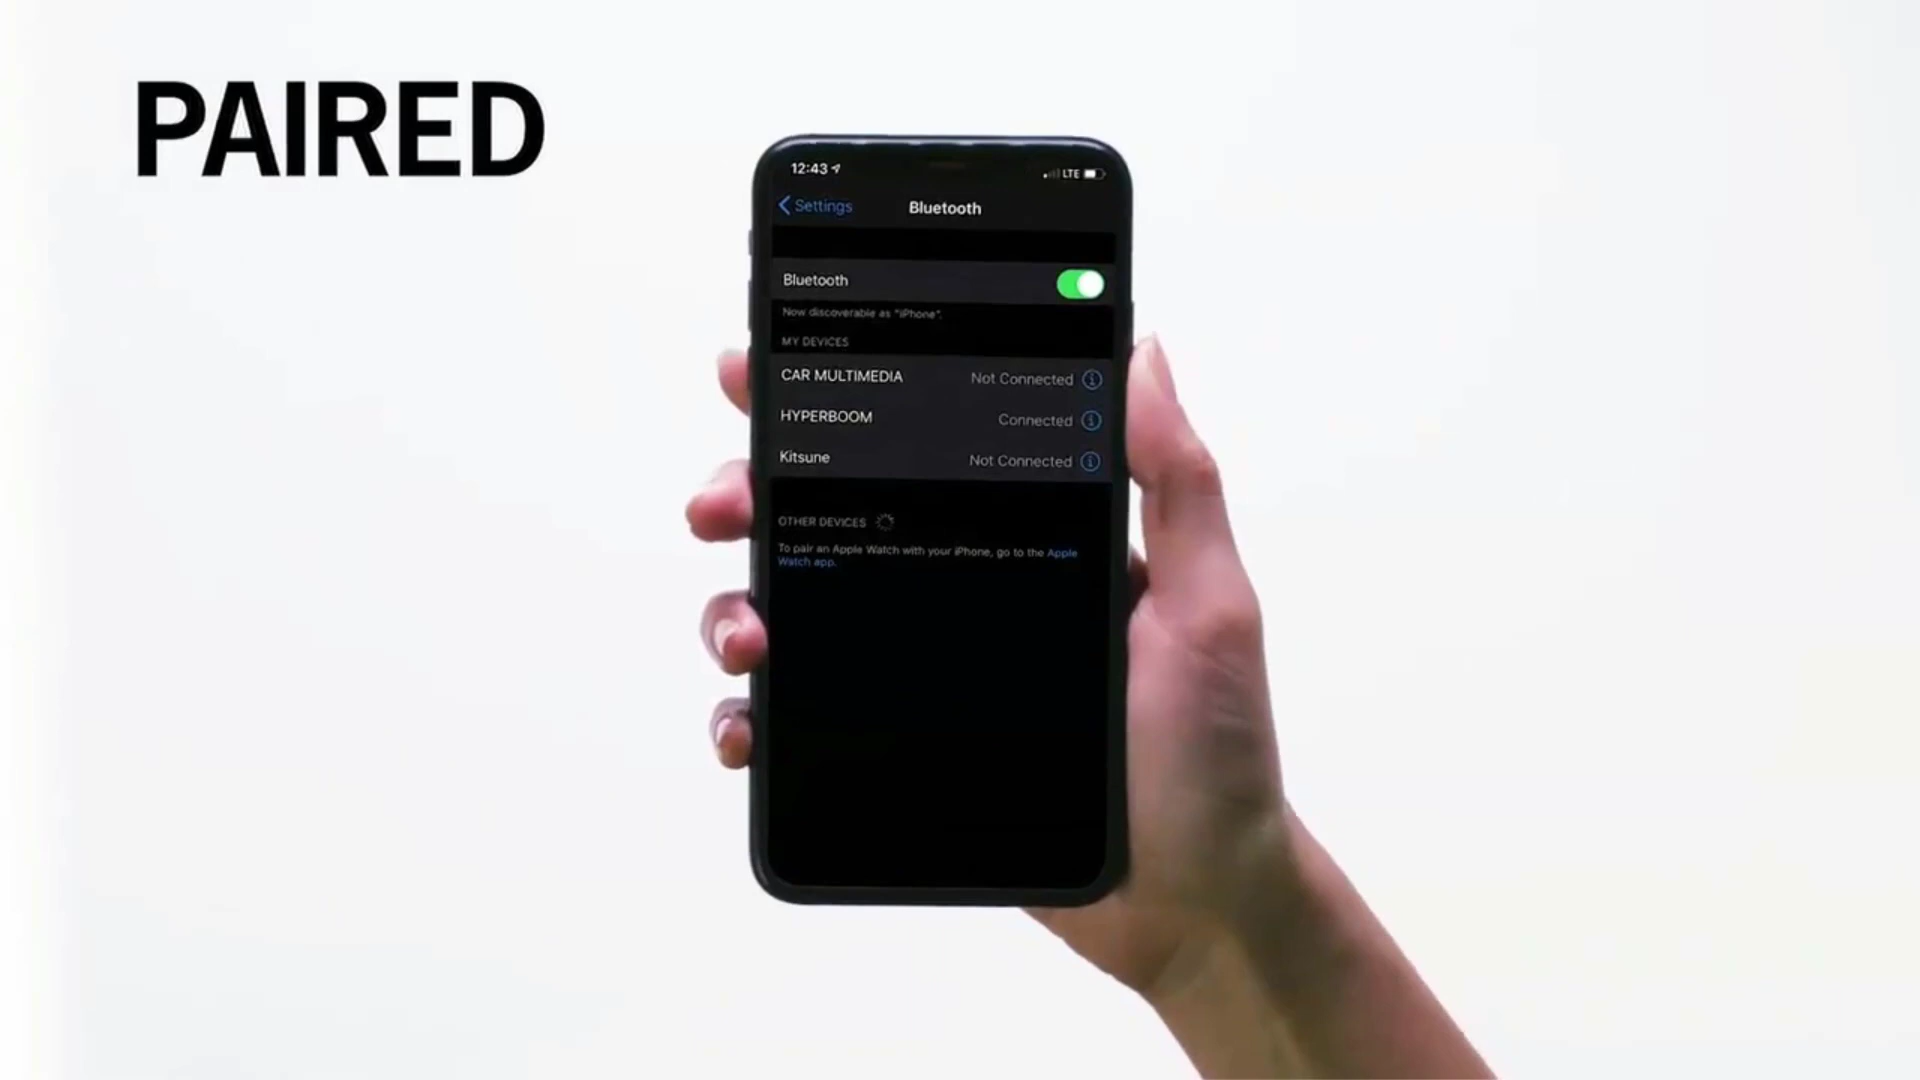 PAIRED
12:43
LTE
Settings
Bluetooth
Bluetooth
Now discoverable as "iPhone".
MY DEVICES
CAR MULTIMEDIA Not Connected
HYPERBOOM Connected
Kitsune Not Connected
OTHER DEVICES
To pair an Apple Watch with your iPhone, go to the Apple
Watch app.